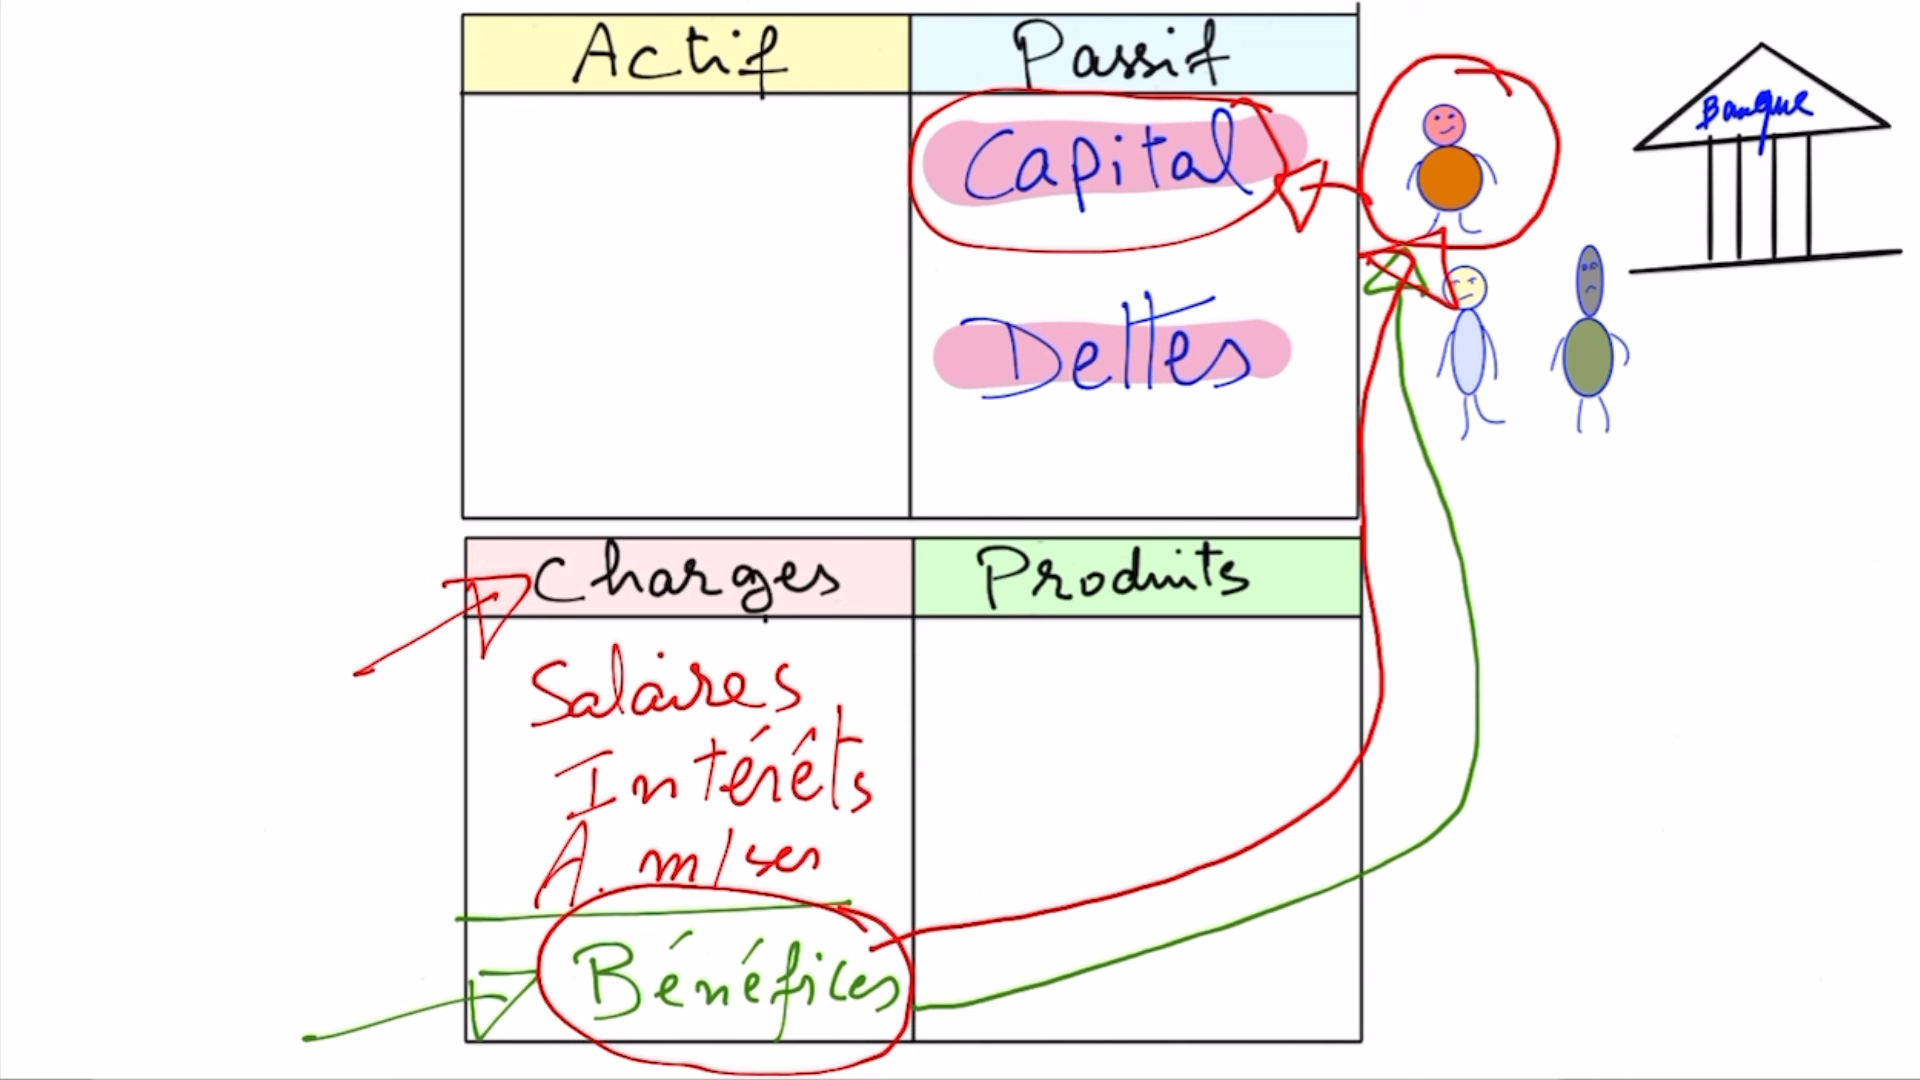 Actif Passif
Banque
Capital
Dettes
Charges Produits
Salaires
Intérêts
A. m/ses
Bénéfices